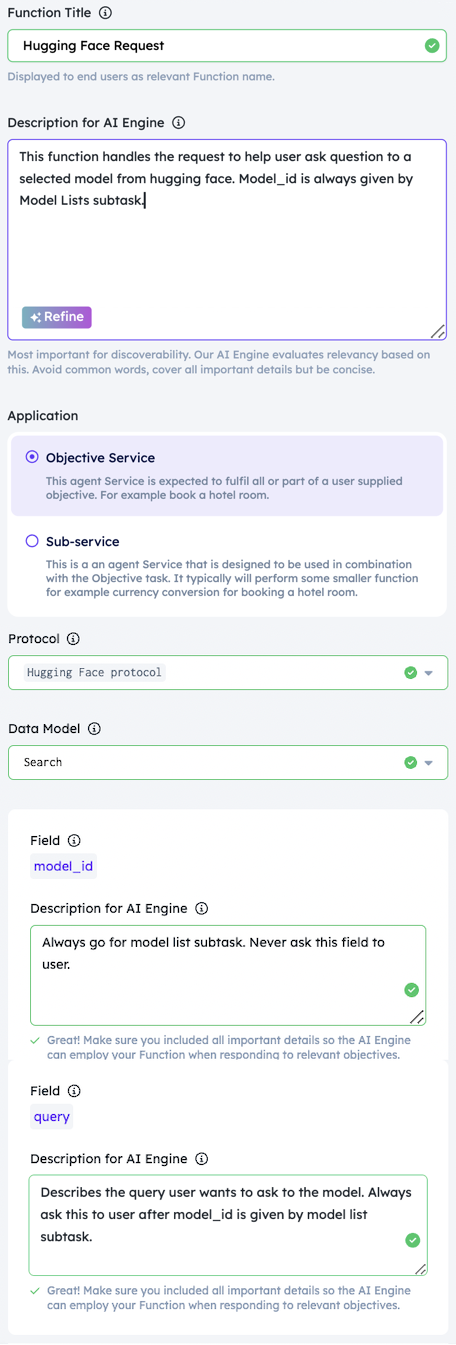 Function Title
Hugging Face Request
Displayed to end users as relevant Function name.
Description for AI Engine
This function handles the request to help user ask question to a
selected model from hugging face. Model_id is always given by
Model Lists subtask.
Refine
Most important for discoverability. Our AI Engine evaluates relevancy based on
this. Avoid common words, cover all important details but be concise.
Application
Objective Service
This agent Service is expected to fulfil all or part of a user supplied
objective. For example book a hotel room.
Sub-service
This is a an agent Service that is designed to be used in combination
with the Objective task. It typically will perform some smaller function
for example currency conversion for booking a hotel room.
Protocol
Hugging Face protocol
Data Model
Search
Field
model_id
Description for AI Engine
Always go for model list subtask. Never ask this field to
user.
Great! Make sure you included all important details so the AI Engine
can employ your Function when responding to relevant objectives.
Field
query
Description for AI Engine
Describes the query user wants to ask to the model. Always
ask this to user after model_id is given by model list
subtask.
Great! Make sure you included all important details so the AI Engine
can employ your Function when responding to relevant objectives.